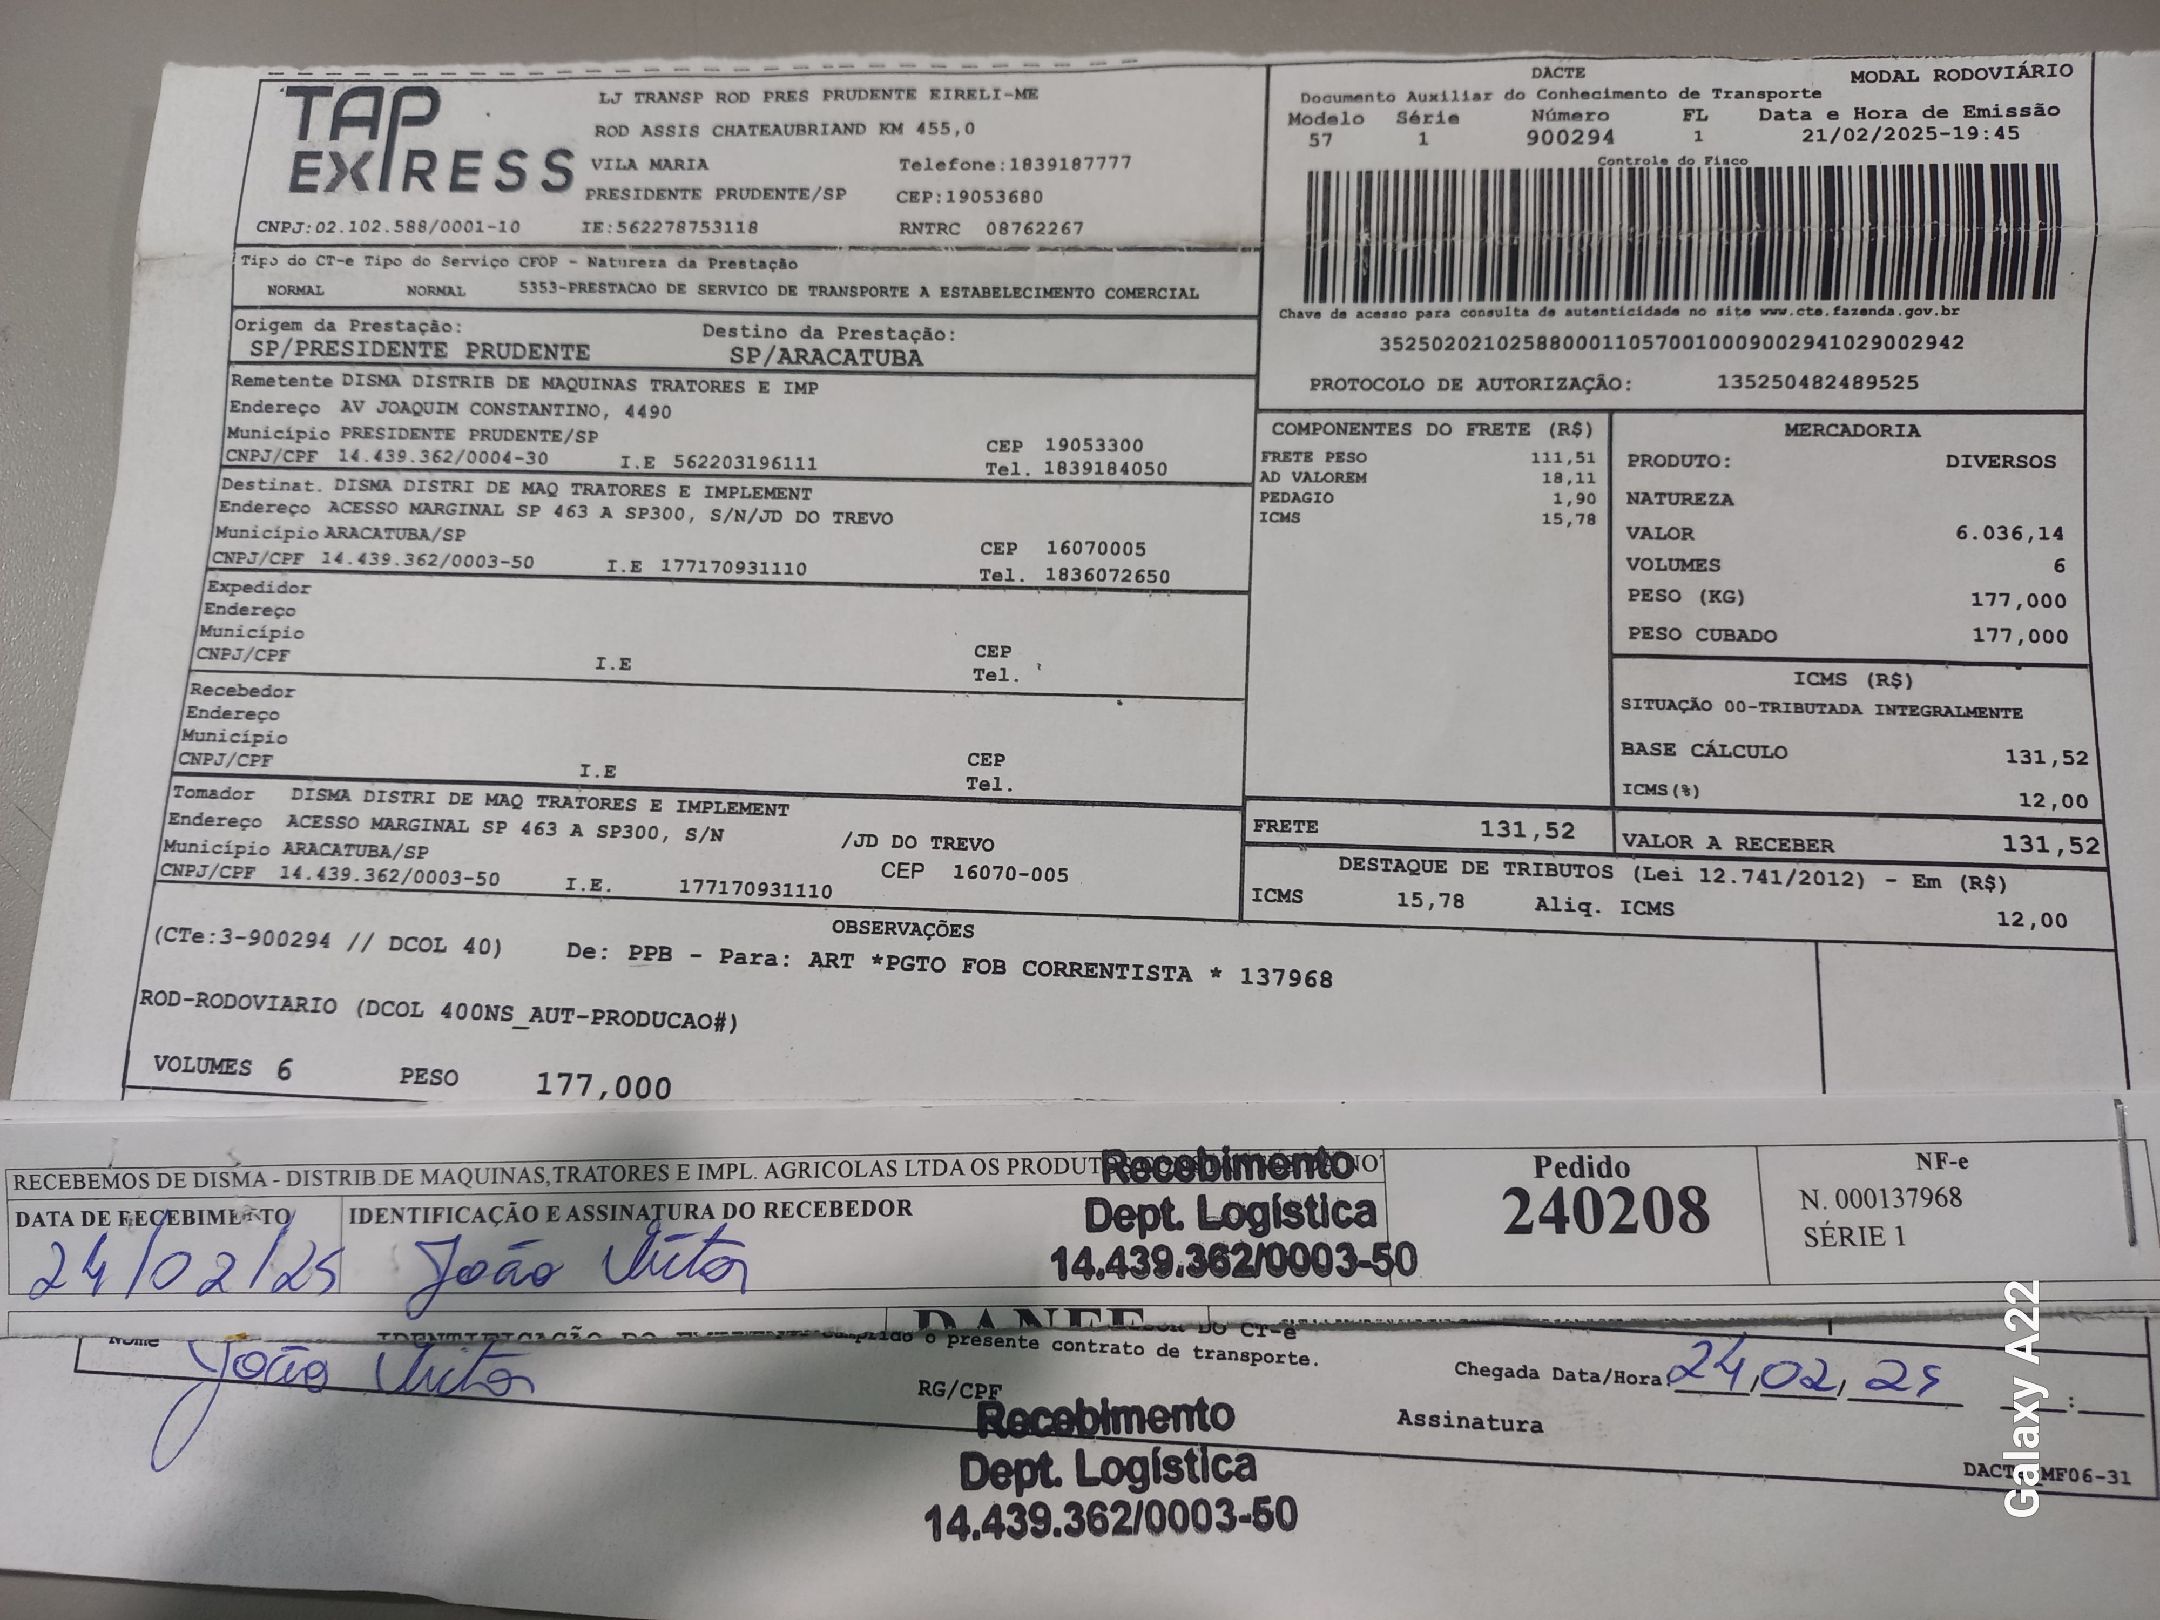 TAP EXPRESS
LJ TRANSP ROD PRES PRUDENTE EIRELI-ME
ROD ASSIS CHATEAUBRIAND KM 455,0
VILA MARIA Telefone:1839187777
PRESIDENTE PRUDENTE/SP CEP:19053680
CNPJ:02.102.588/0001-10 IE:562278753118 RNTRC 08762267
DACTE MODAL RODOVIÁRIO
Documento Auxiliar do Conhecimento de Transporte
Modelo Série Número FL Data e Hora de Emissão
57 1 900294 1 21/02/2025-19:45
Controle do Fisco
Chave de acesso para consulta de autenticidade no site www.cte.fazenda.gov.br
35250202102588000110570010009002941029002942
PROTOCOLO DE AUTORIZAÇÃO: 135250482489525
Tipo do CT-e Tipo do Serviço CFOP - Natureza da Prestação
NORMAL NORMAL 5353-PRESTACAO DE SERVICO DE TRANSPORTE A ESTABELECIMENTO COMERCIAL
Origem da Prestação: Destino da Prestação:
SP/PRESIDENTE PRUDENTE SP/ARACATUBA
Remetente DISMA DISTRIB DE MAQUINAS TRATORES E IMP
Endereço AV JOAQUIM CONSTANTINO, 4490
Município PRESIDENTE PRUDENTE/SP CEP 19053300
CNPJ/CPF 14.439.362/0004-30 I.E 562203196111 Tel. 1839184050
Destinat. DISMA DISTRI DE MAQ TRATORES E IMPLEMENT
Endereço ACESSO MARGINAL SP 463 A SP300, S/N/JD DO TREVO
Município ARACATUBA/SP CEP 16070005
CNPJ/CPF 14.439.362/0003-50 I.E 177170931110 Tel. 1836072650
Expedidor
Endereço
Município CEP
CNPJ/CPF I.E Tel.
Recebedor
Endereço
Município CEP
CNPJ/CPF I.E Tel.
Tomador DISMA DISTRI DE MAQ TRATORES E IMPLEMENT
Endereço ACESSO MARGINAL SP 463 A SP300, S/N /JD DO TREVO
Município ARACATUBA/SP CEP 16070-005
CNPJ/CPF 14.439.362/0003-50 I.E. 177170931110
COMPONENTES DO FRETE (R$)
FRETE PESO 111,51
AD VALOREM 18,11
PEDAGIO 1,90
ICMS 15,78
MERCADORIA
PRODUTO: DIVERSOS
NATUREZA
VALOR 6.036,14
VOLUMES 6
PESO (KG) 177,000
PESO CUBADO 177,000
ICMS (R$)
SITUAÇÃO 00-TRIBUTADA INTEGRALMENTE
BASE CÁLCULO 131,52
ICMS(%) 12,00
FRETE 131,52 VALOR A RECEBER 131,52
DESTAQUE DE TRIBUTOS (Lei 12.741/2012) - Em (R$)
ICMS 15,78 Aliq. ICMS 12,00
OBSERVAÇÕES
(CTe:3-900294 // DCOL 40) De: PPB - Para: ART *PGTO FOB CORRENTISTA * 137968
ROD-RODOVIARIO (DCOL 400NS_AUT-PRODUCAO#)
VOLUMES 6 PESO 177,000
RECEBEMOS DE DISMA - DISTRIB.DE MAQUINAS,TRATORES E IMPL. AGRICOLAS LTDA OS
DATA DE RECEBIMENTO IDENTIFICAÇÃO E ASSINATURA DO RECEBEDOR
24/02/25 João Victor
Recebimento
Dept. Logística
14.439.362/0003-50
Pedido
240208
NF-e
N. 000137968
SÉRIE 1
DANFE
Nome João Victor
DO CT-e
o presente contrato de transporte.
RG/CPF
Chegada Data/Hora: 24,02,25 :
Assinatura
Recebimento
Dept. Logística
14.439.362/0003-50
MF06-31
Galaxy A22